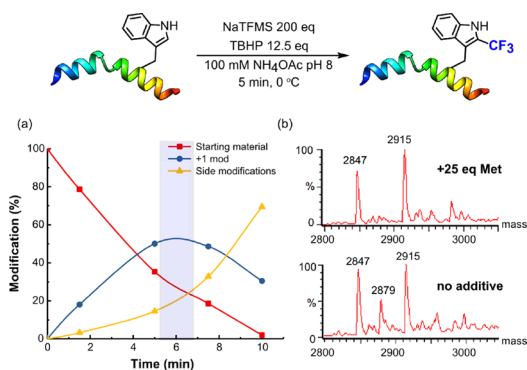 NH
NaTFMS 200 eq
TBHP 12.5 eq
100 mM NH4OAc pH 8
5 min, 0 °C
NH
CF3
(a)
Starting material
+1 mod
Side modifications
100
80
60
40
20
0
Modification (%)
0 2 4 6 8 10
Time (min)
(b)
100
%
0
2847
2915
+25 eq Met
2800 2900 3000 mass
100
%
0
2847
2879
2915
no additive
2800 2900 3000 mass